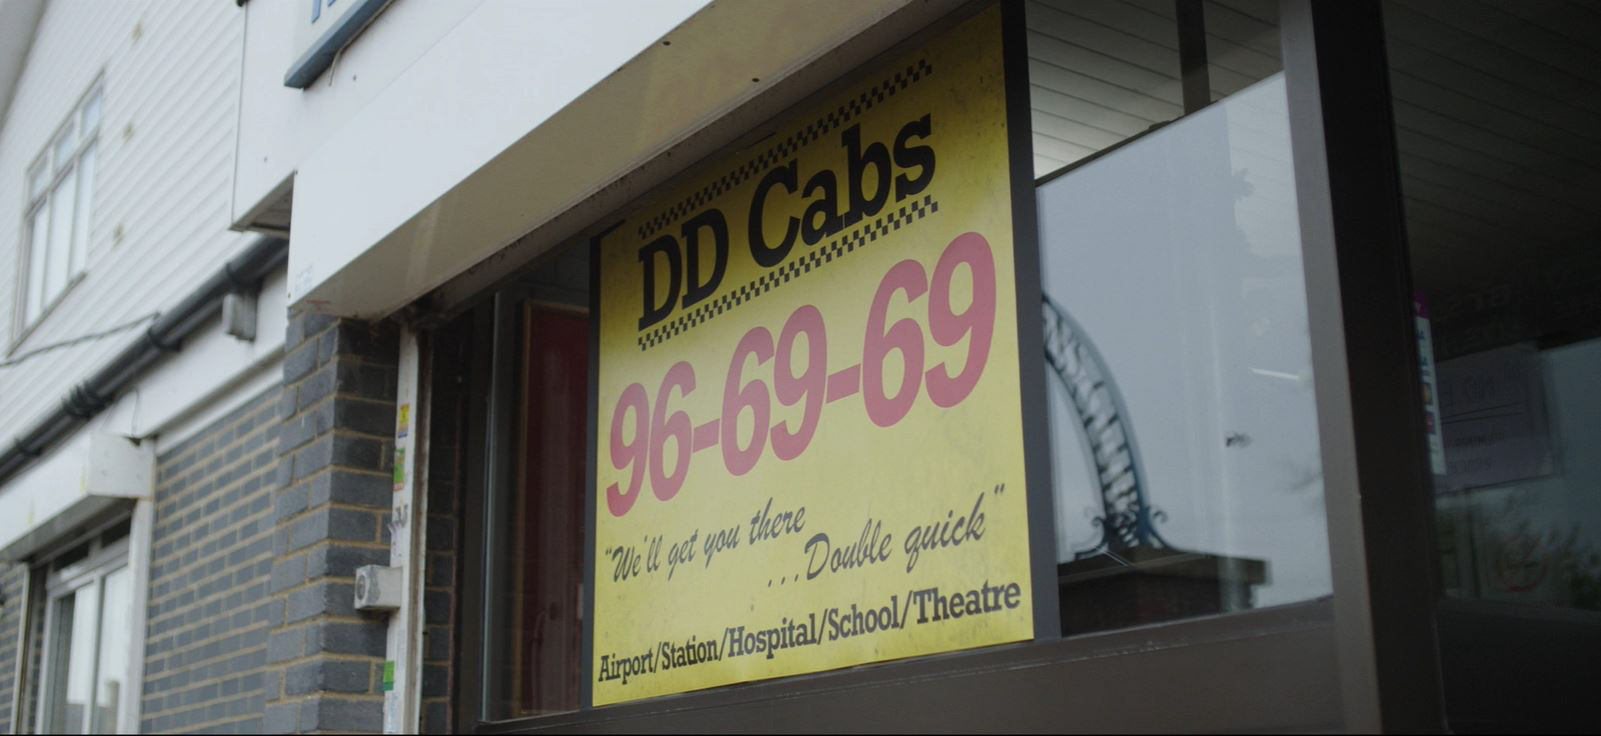 DD Cabs
96-69-69
"We'll get you there
...Double quick"
Airport/Station/Hospital/School/Theatre